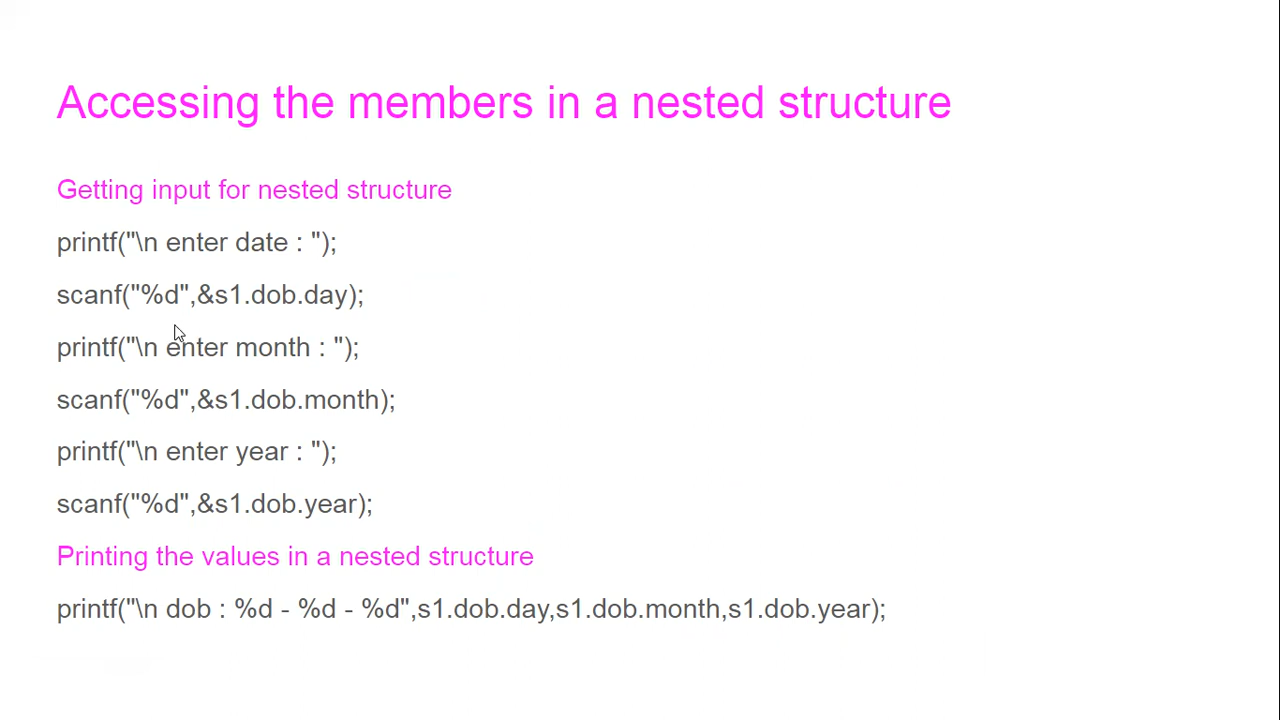 Accessing the members in a nested structure
Getting input for nested structure
printf("\n enter date : ");
scanf("%d",&s1.dob.day);
printf("\n enter month : ");
scanf("%d",&s1.dob.month);
printf("\n enter year : ");
scanf("%d",&s1.dob.year);
Printing the values in a nested structure
printf("\n dob : %d - %d - %d",s1.dob.day,s1.dob.month,s1.dob.year);